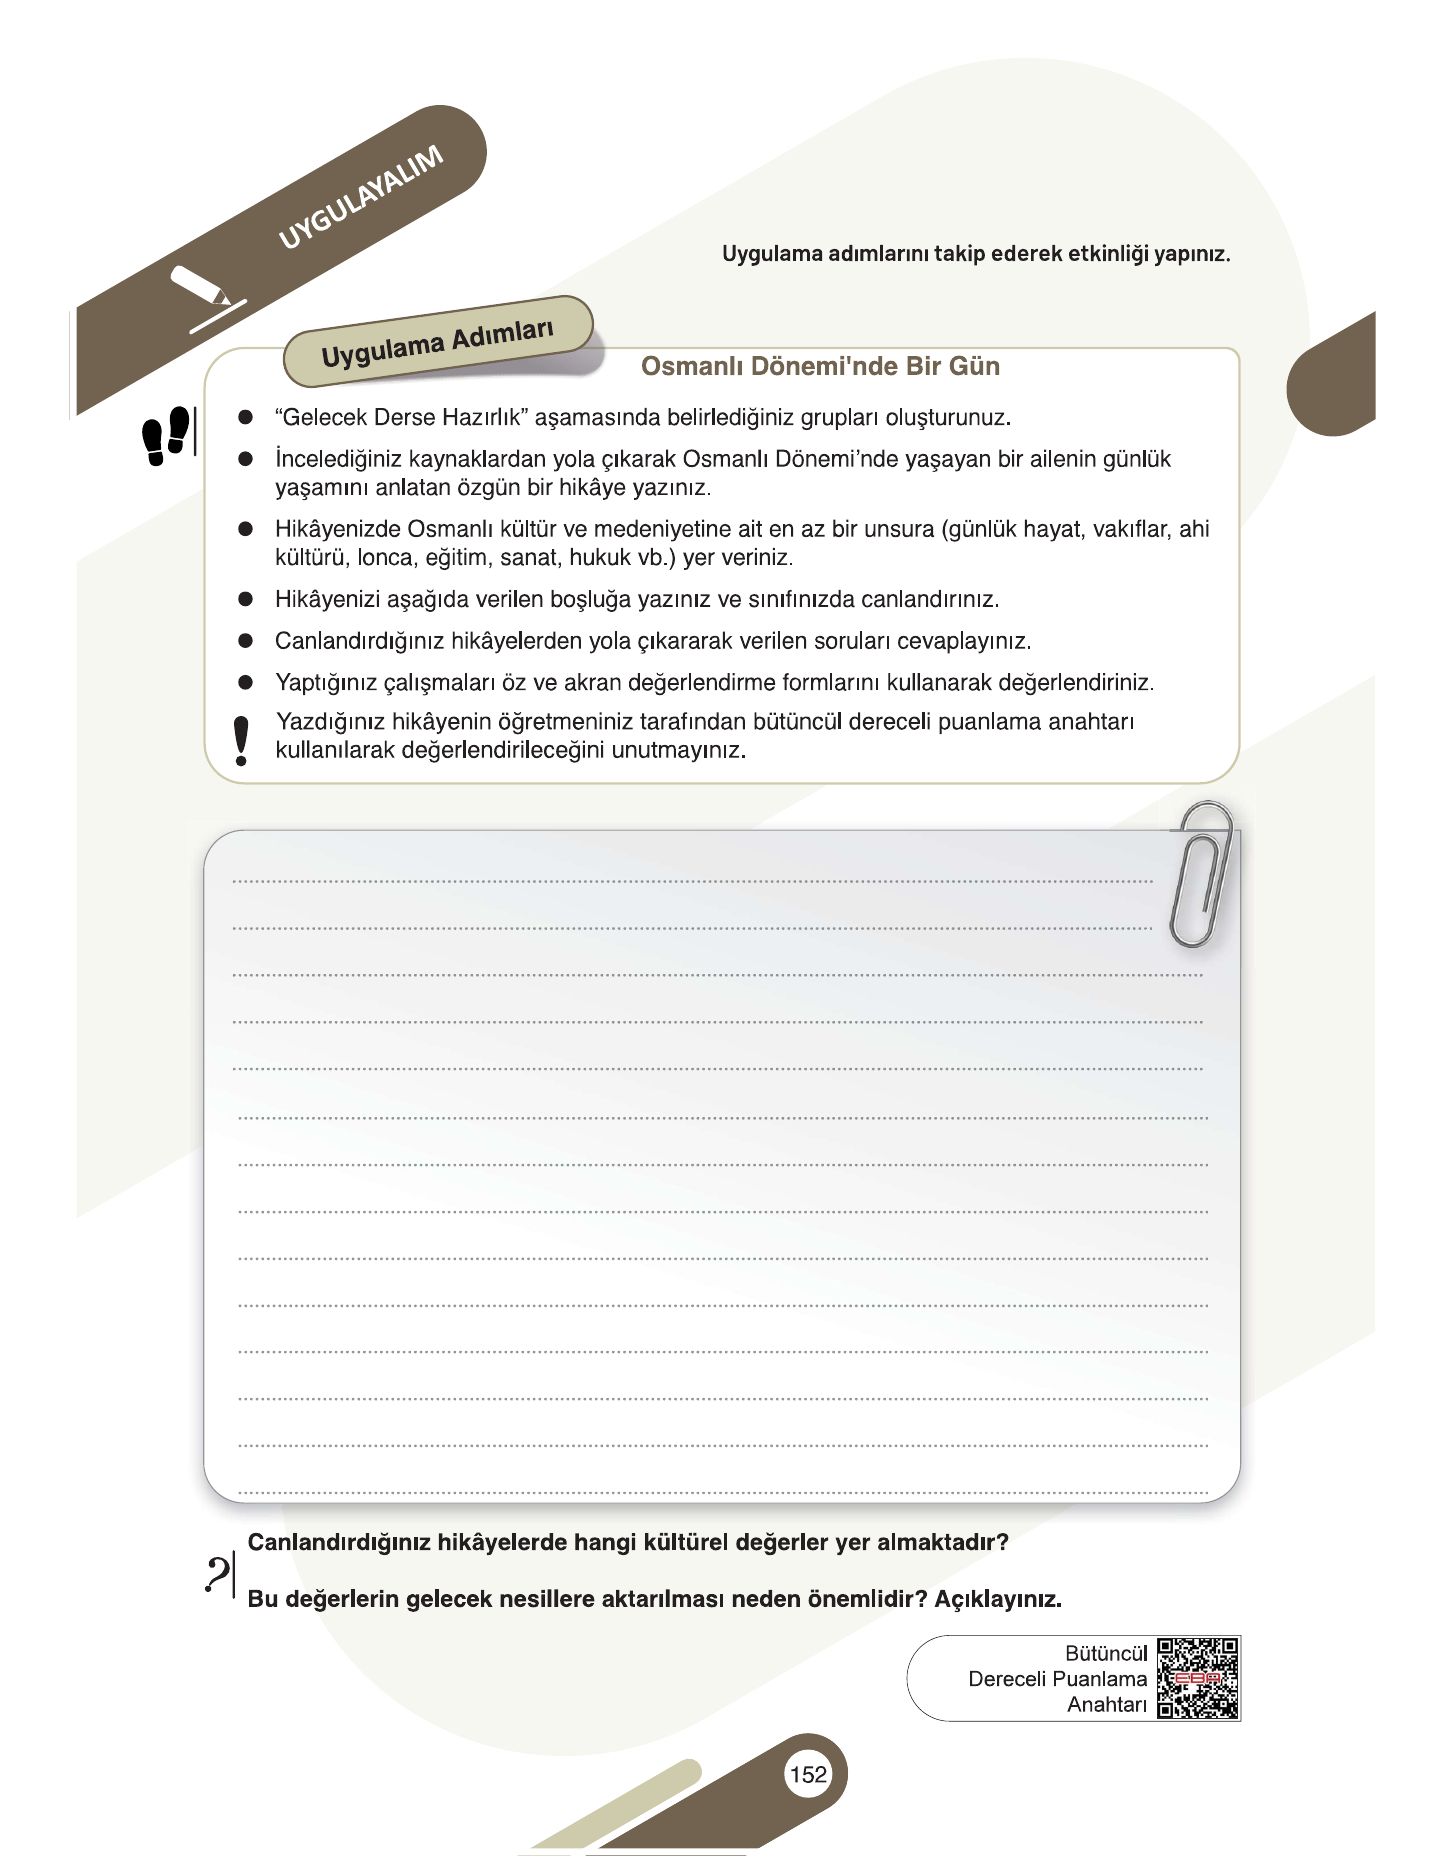 UYGULAYALIM
Uygulama adımlarını takip ederek etkinliği yapınız.
Uygulama Adımları
Osmanlı Dönemi'nde Bir Gün
● “Gelecek Derse Hazırlık” aşamasında belirlediğiniz grupları oluşturunuz.
● İncelediğiniz kaynaklardan yola çıkarak Osmanlı Dönemi’nde yaşayan bir ailenin günlük
yaşamını anlatan özgün bir hikâye yazınız.
● Hikâyenizde Osmanlı kültür ve medeniyetine ait en az bir unsura (günlük hayat, vakıflar, ahi
kültürü, lonca, eğitim, sanat, hukuk vb.) yer veriniz.
● Hikâyenizi aşağıda verilen boşluğa yazınız ve sınıfınızda canlandırınız.
● Canlandırdığınız hikâyelerden yola çıkararak verilen soruları cevaplayınız.
● Yaptığınız çalışmaları öz ve akran değerlendirme formlarını kullanarak değerlendiriniz.
! Yazdığınız hikâyenin öğretmeniniz tarafından bütüncül dereceli puanlama anahtarı
kullanılarak değerlendirileceğini unutmayınız.
Canlandırdığınız hikâyelerde hangi kültürel değerler yer almaktadır?
?
Bu değerlerin gelecek nesillere aktarılması neden önemlidir? Açıklayınız.
Bütüncül
Dereceli Puanlama
Anahtarı
EBA
152